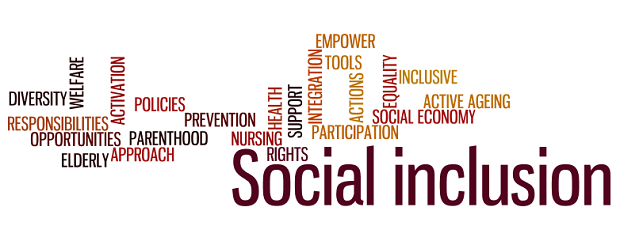 EMPOWER
TOOLS
WELFARE
ACTIVATION
INTEGRATION
ACTIONS
EQUALITY
INCLUSIVE
DIVERSITY
POLICIES
HEALTH
SUPPORT
ACTIVE AGEING
RESPONSIBILITIES
PREVENTION
SOCIAL ECONOMY
OPPORTUNITIES
PARENTHOOD
NURSING
PARTICIPATION
ELDERLY
APPROACH
RIGHTS
Social inclusion